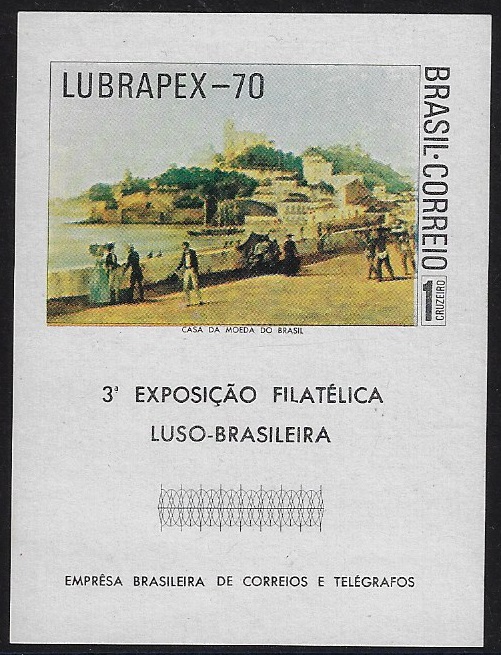 LUBRAPEX-70
BRASIL·CORREIO
1
CRUZEIRO
CASA DA MOEDA DO BRASIL
3ª EXPOSIÇÃO FILATÉLICA
LUSO-BRASILEIRA
EMPRÊSA BRASILEIRA DE CORREIOS E TELÉGRAFOS